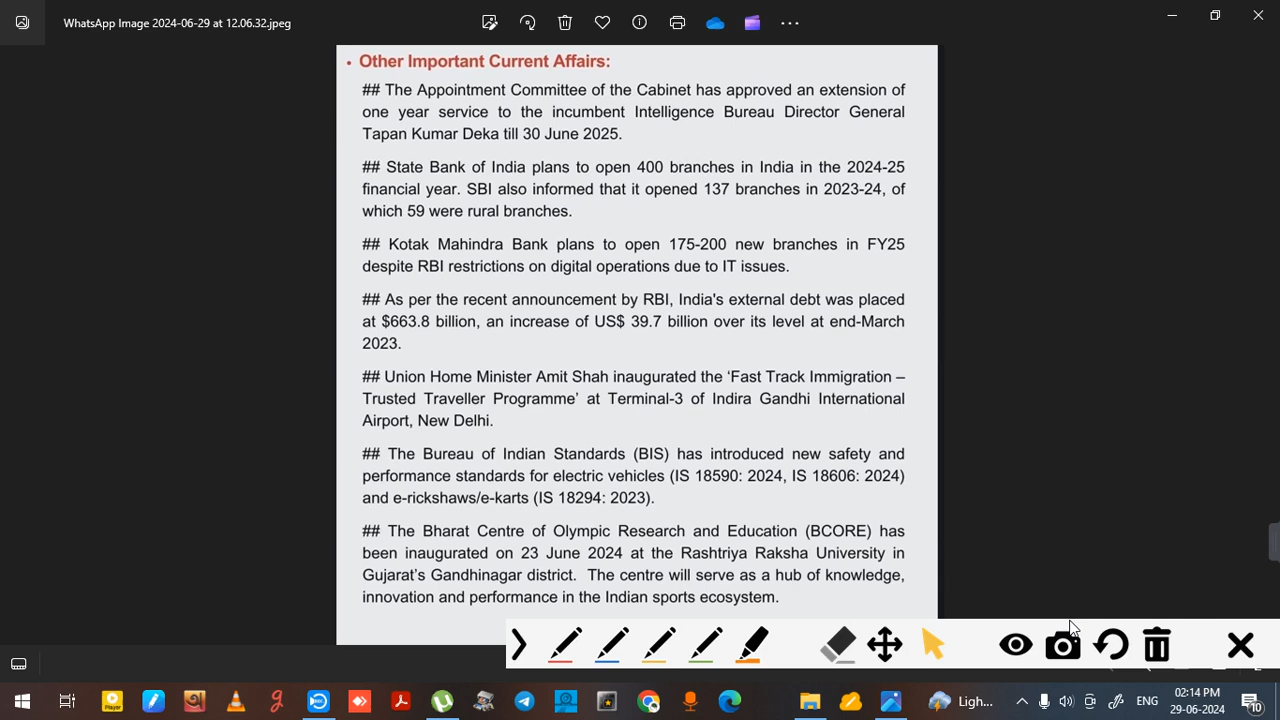 WhatsApp Image 2024-06-29 at 12.06.32.jpeg
• Other Important Current Affairs:
## The Appointment Committee of the Cabinet has approved an extension of
one year service to the incumbent Intelligence Bureau Director General
Tapan Kumar Deka till 30 June 2025.
## State Bank of India plans to open 400 branches in India in the 2024-25
financial year. SBI also informed that it opened 137 branches in 2023-24, of
which 59 were rural branches.
## Kotak Mahindra Bank plans to open 175-200 new branches in FY25
despite RBI restrictions on digital operations due to IT issues.
## As per the recent announcement by RBI, India's external debt was placed
at $663.8 billion, an increase of US$ 39.7 billion over its level at end-March
2023.
## Union Home Minister Amit Shah inaugurated the ‘Fast Track Immigration –
Trusted Traveller Programme’ at Terminal-3 of Indira Gandhi International
Airport, New Delhi.
## The Bureau of Indian Standards (BIS) has introduced new safety and
performance standards for electric vehicles (IS 18590: 2024, IS 18606: 2024)
and e-rickshaws/e-karts (IS 18294: 2023).
## The Bharat Centre of Olympic Research and Education (BCORE) has
been inaugurated on 23 June 2024 at the Rashtriya Raksha University in
Gujarat’s Gandhinagar district. The centre will serve as a hub of knowledge,
innovation and performance in the Indian sports ecosystem.
Player
Ligh...
ENG
02:14 PM
29-06-2024
10